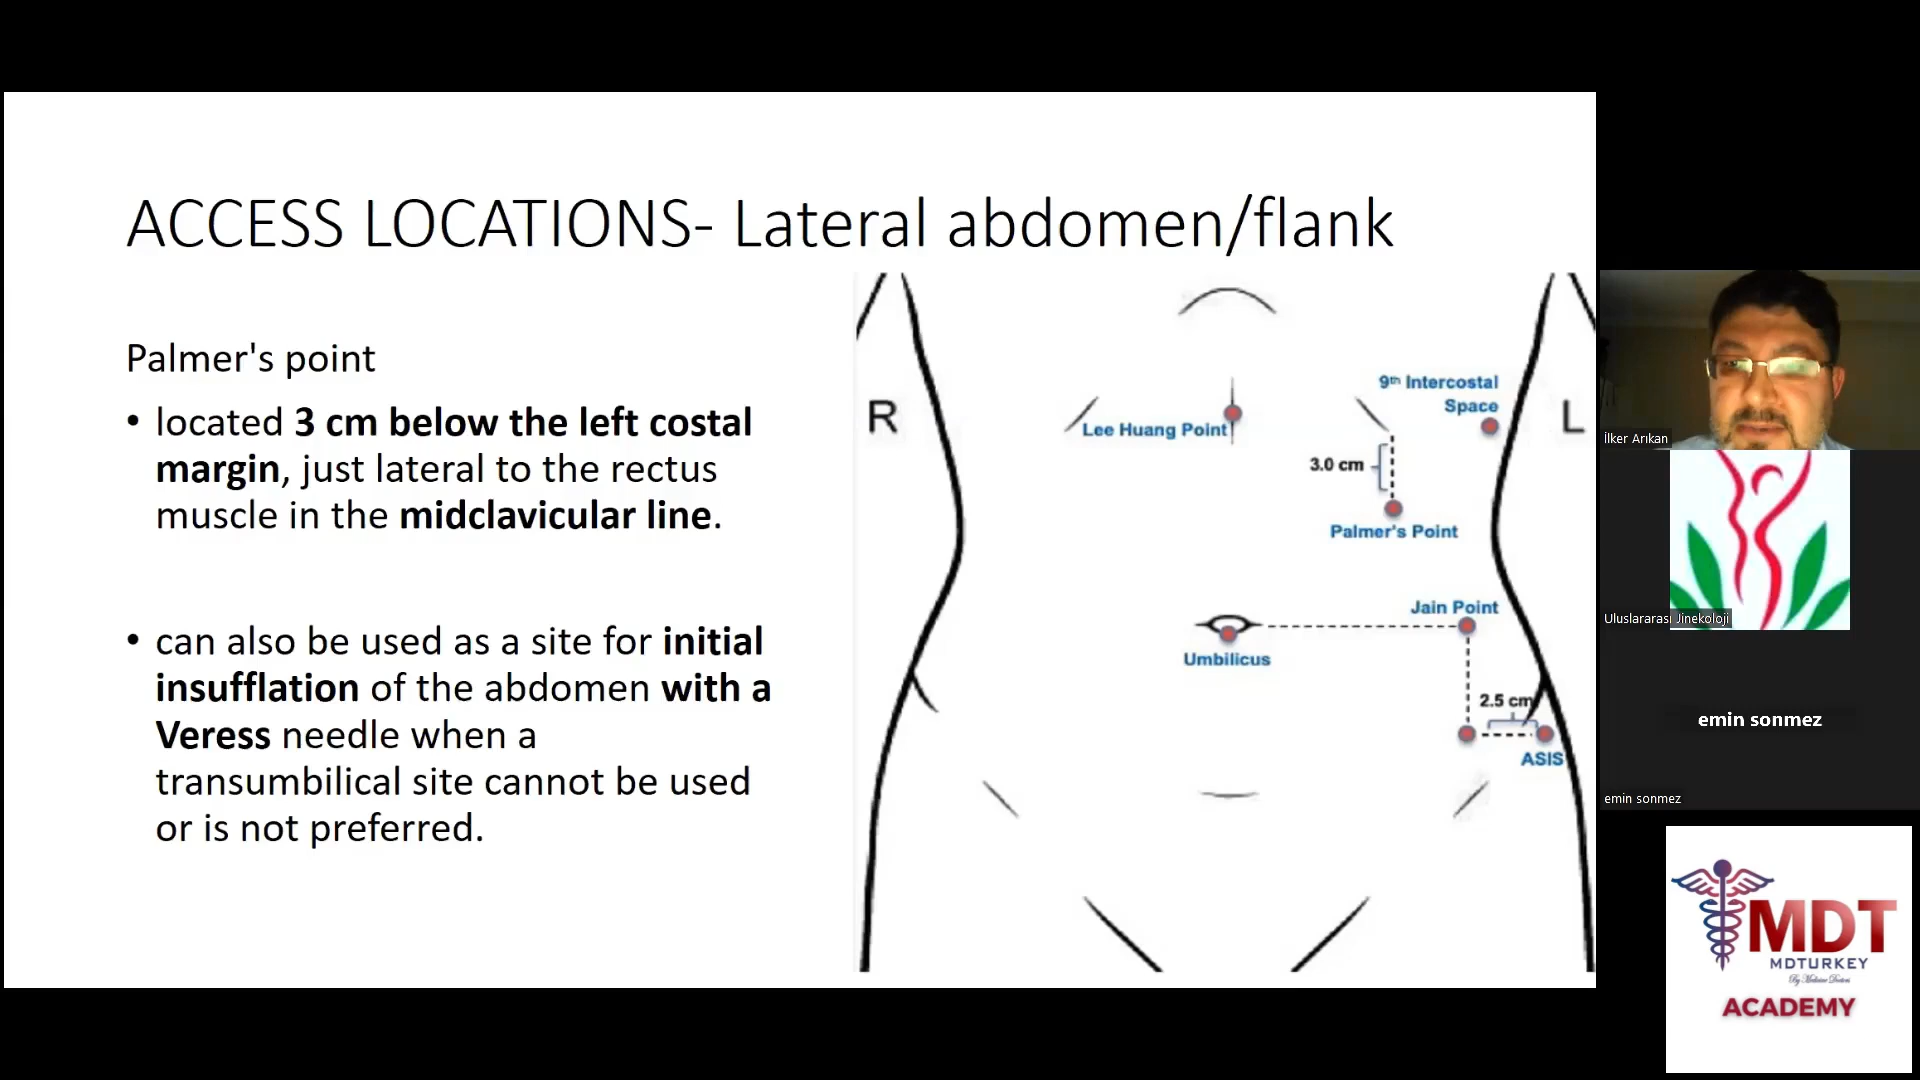 ACCESS LOCATIONS- Lateral abdomen/flank
Palmer's point
• located 3 cm below the left costal
margin, just lateral to the rectus
muscle in the midclavicular line.
• can also be used as a site for initial
insufflation of the abdomen with a
Veress needle when a
transumbilical site cannot be used
or is not preferred.
R
L
9th Intercostal
Space
Lee Huang Point
3.0 cm
Palmer's Point
Jain Point
Umbilicus
2.5 cm
ASIS
İlker Arıkan
Uluslararası Jinekoloji
emin sonmez
emin sonmez
MDT
MDTURKEY
By Medicine Doctors
ACADEMY